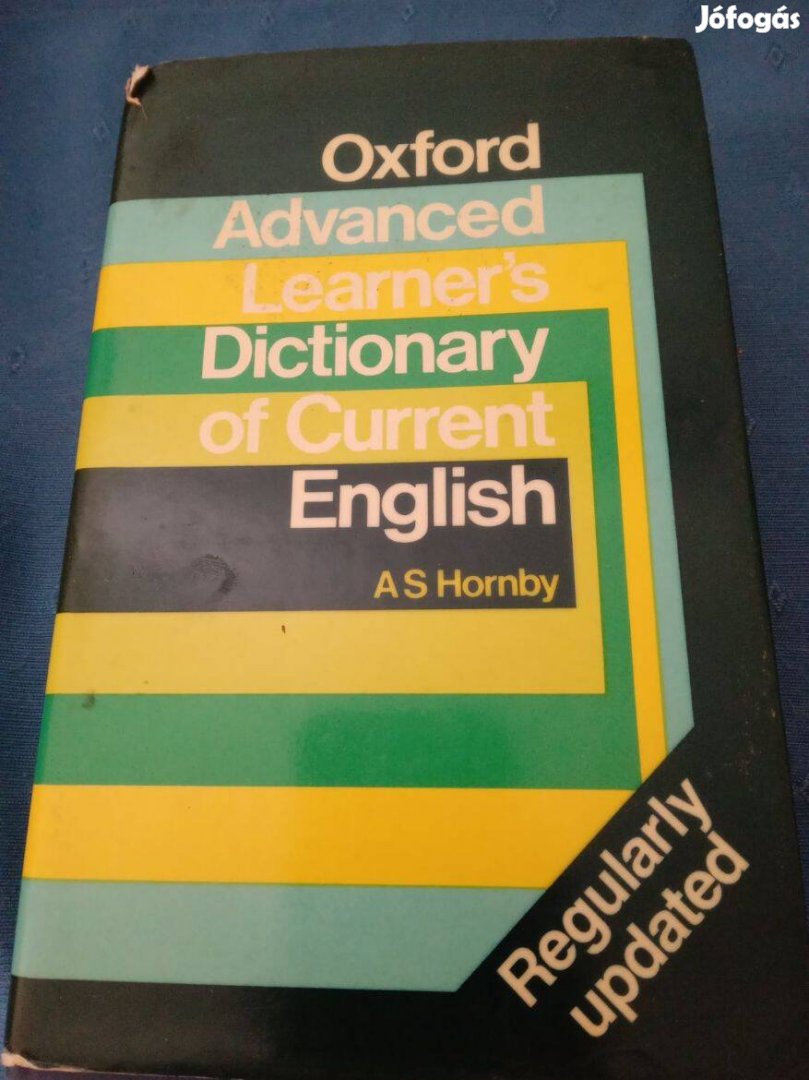 Jófogás
Oxford
Advanced
Learner's
Dictionary
of Current
English
A S Hornby
Regularly
updated